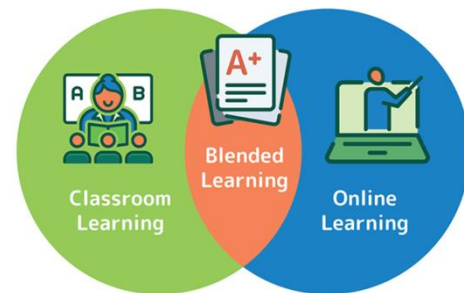 A B
A+
Blended
Learning
Classroom
Learning
Online
Learning